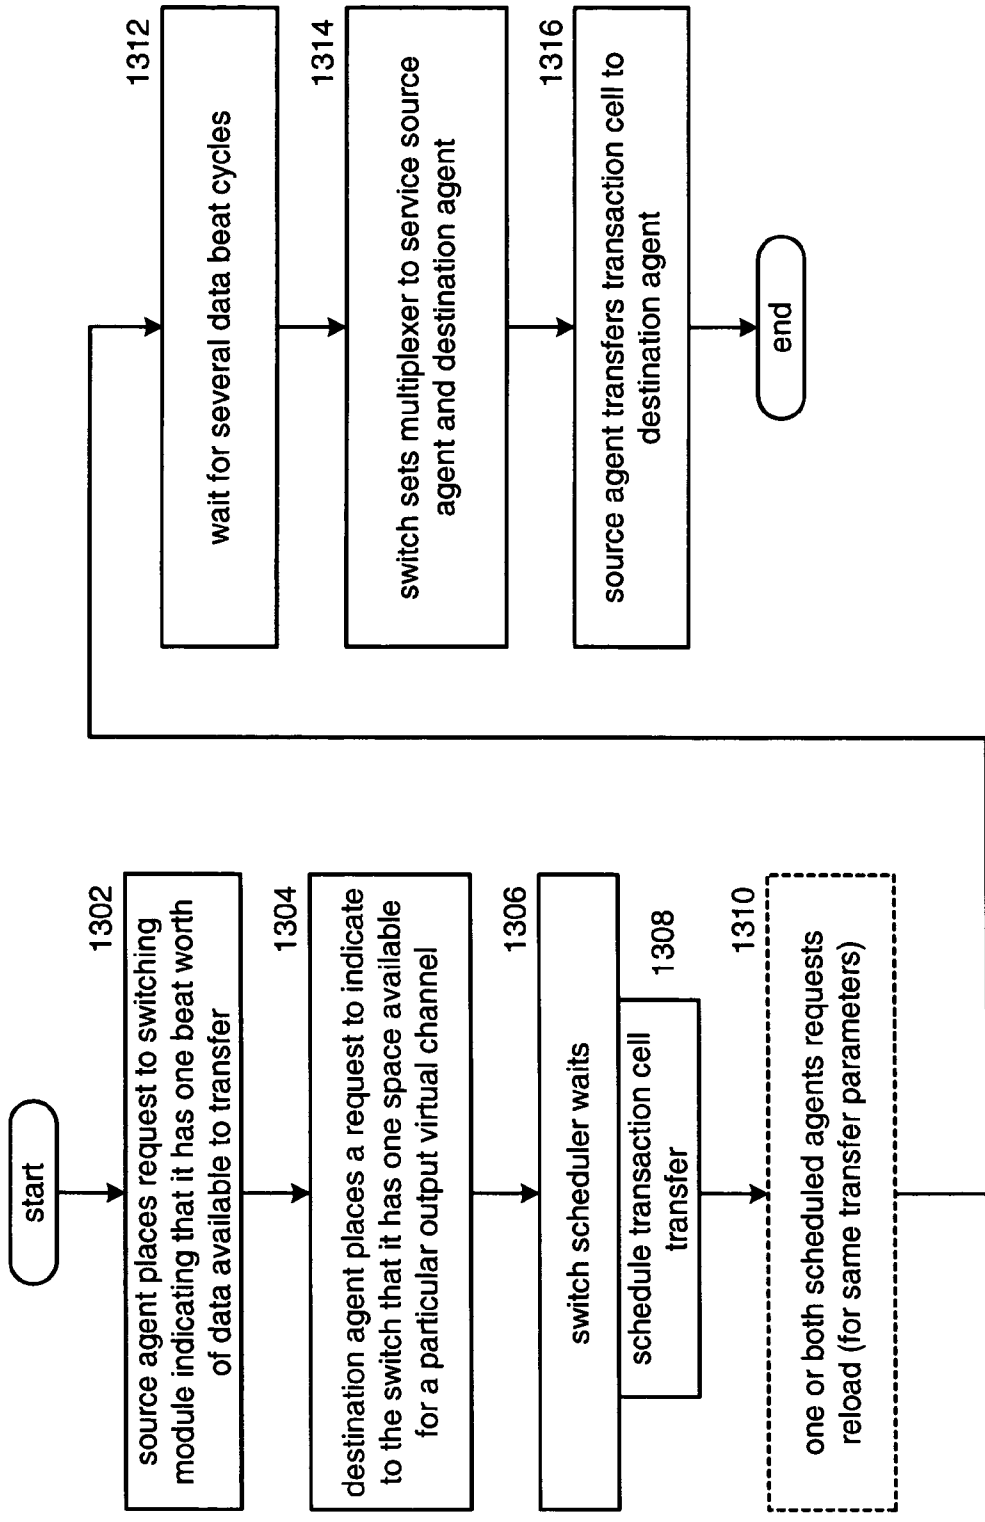 start
1302
source agent places request to switching
module indicating that it has one beat worth
of data available to transfer
1304
destination agent places a request to indicate
to the switch that it has one space available
for a particular output virtual channel
1306
switch scheduler waits
1308
schedule transaction cell
transfer
1310
one or both scheduled agents requests
reload (for same transfer parameters)
1312
wait for several data beat cycles
1314
switch sets multiplexer to service source
agent and destination agent
1316
source agent transfers transaction cell to
destination agent
end